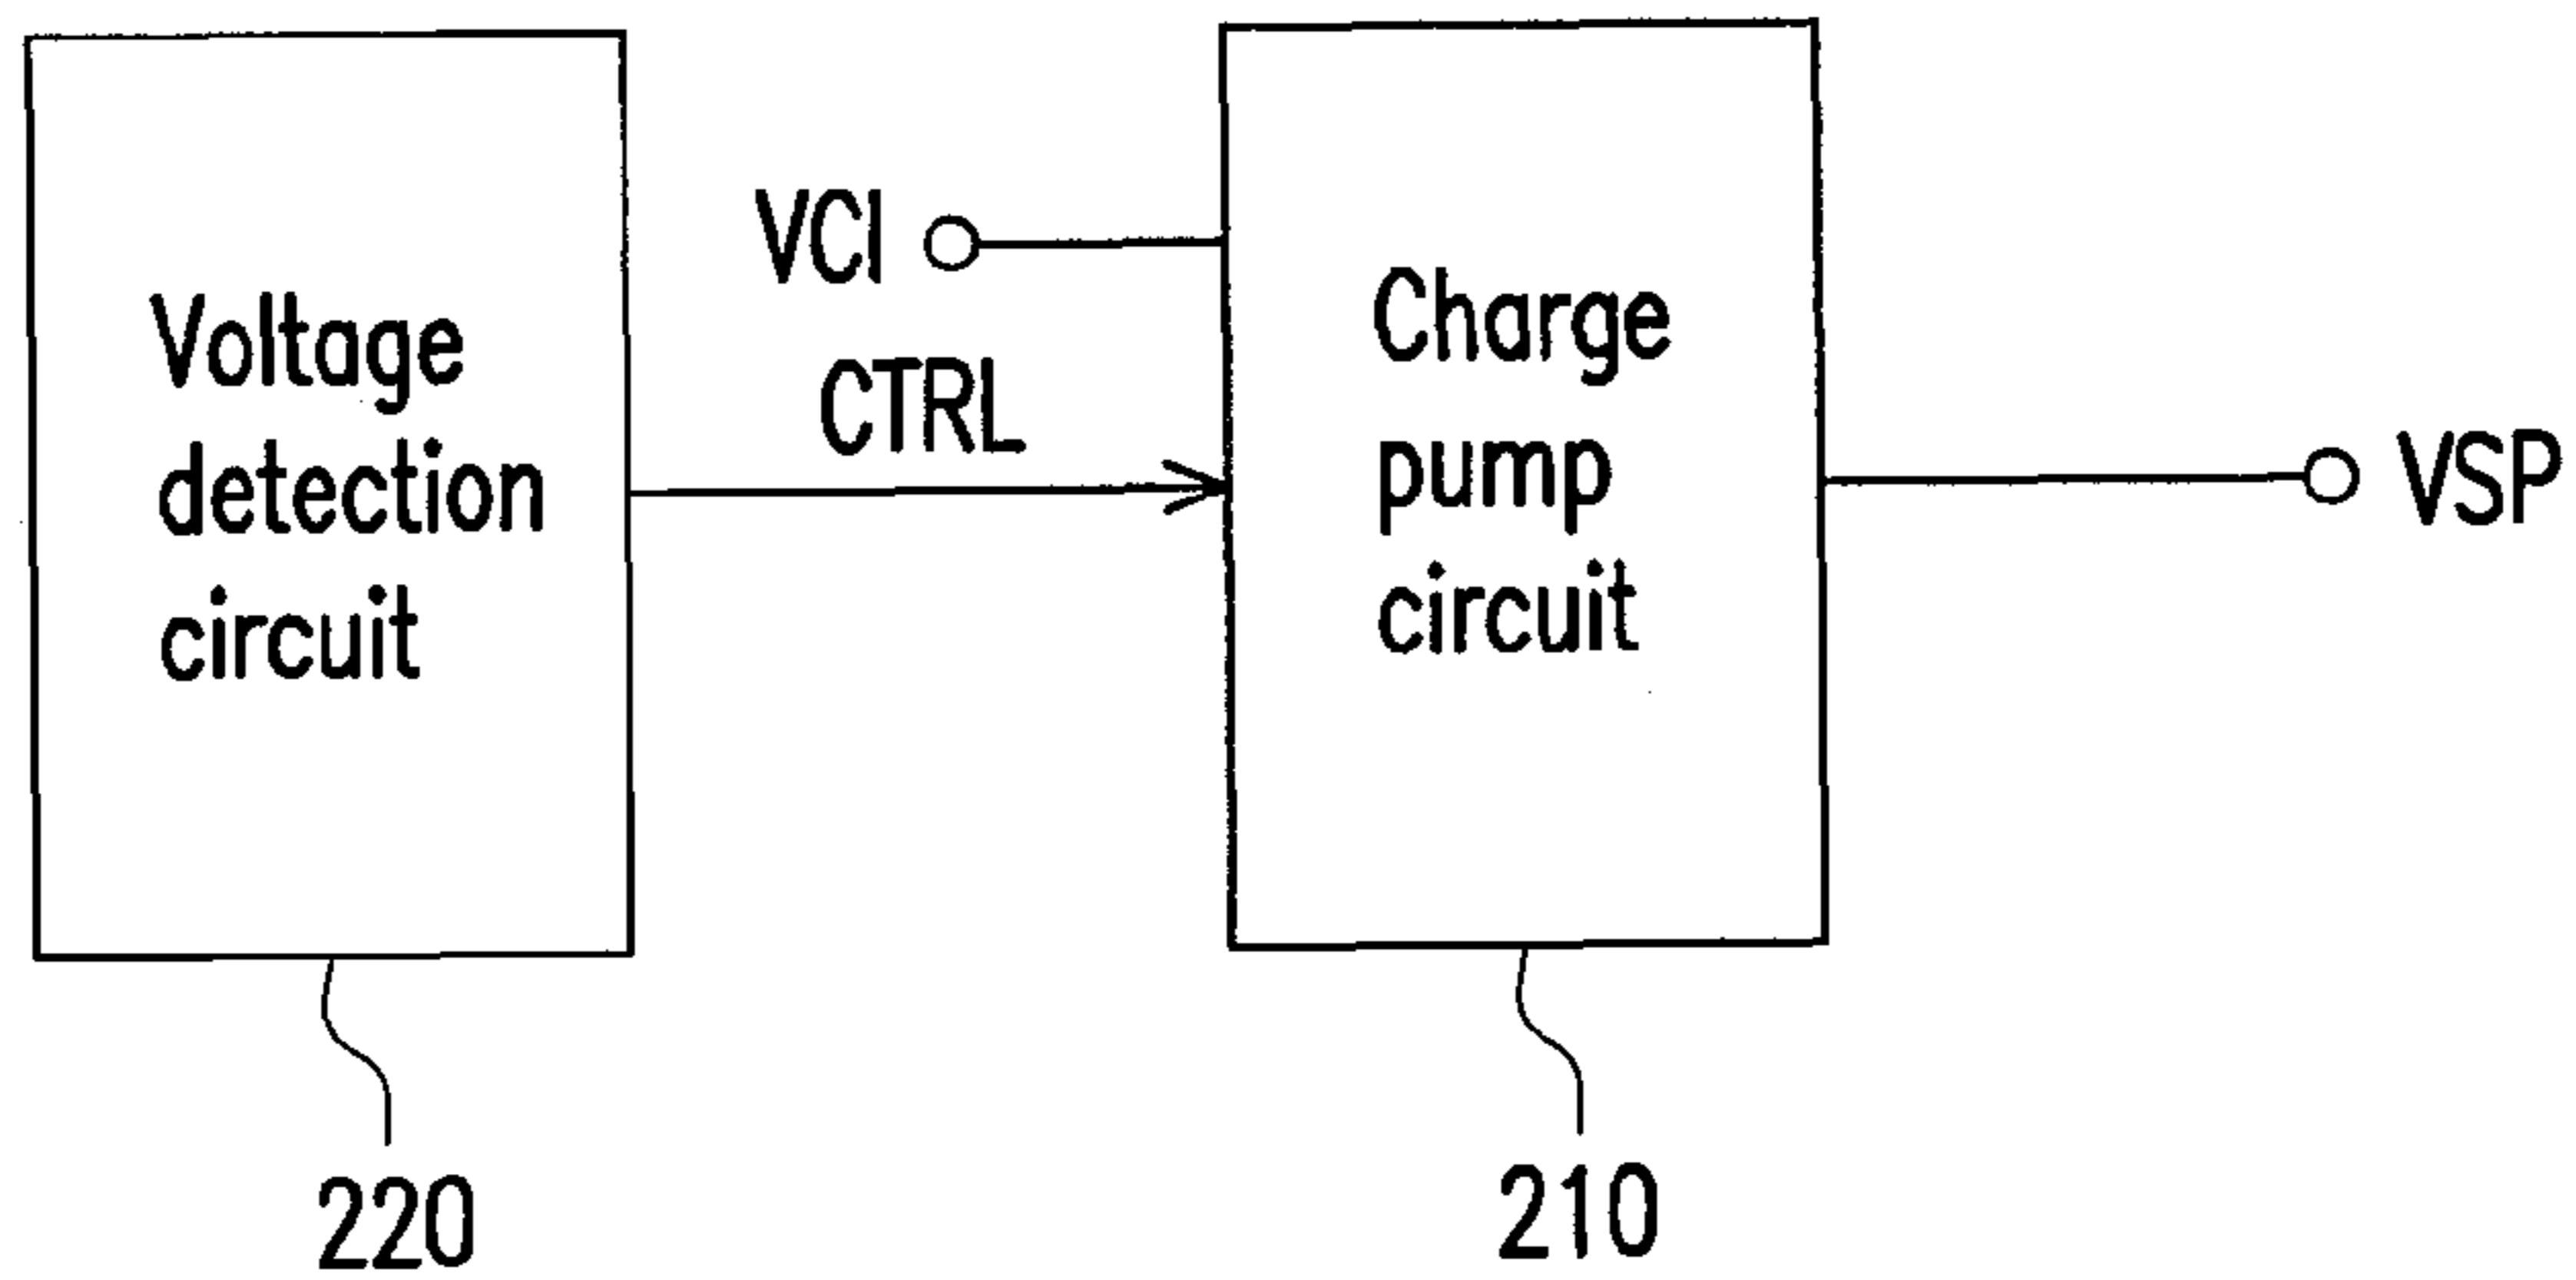 Voltage
detection
circuit
VCI
CTRL
Charge
pump
circuit
VSP
220
210